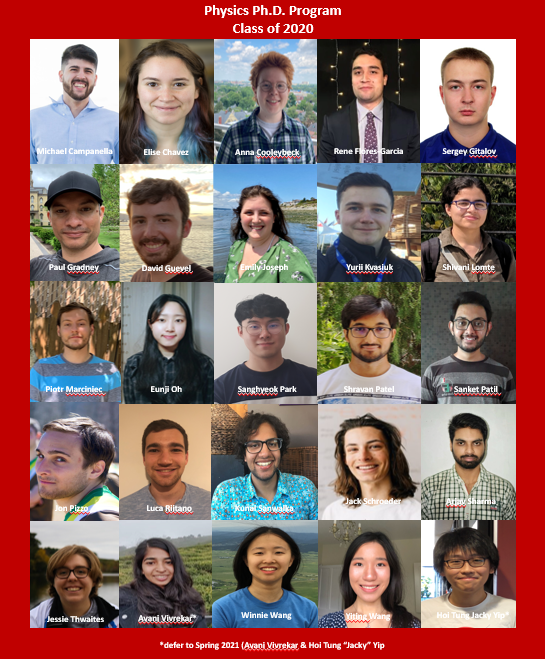 Physics Ph.D. Program
Class of 2020
Michael Campanella
Elise Chavez
Anna Cooleybeck
Rene Flores-Garcia
Sergey Gitalov
Paul Gradney
David Guevel
Emily Joseph
Yurii Kvasiuk
Shivani Lomte
Piotr Marciniec
Eunji Oh
Sanghyeok Park
Shravan Patel
Sanket Patil
Jon Pizzo
Luca Riitano
Kunal Sanwalka
Jack Schroeder
Arjav Sharma
Jessie Thwaites
Avani Vivrekar*
Winnie Wang
Yiting Wang
Hoi Tung Jacky Yip*
*defer to Spring 2021 (Avani Vivrekar & Hoi Tung “Jacky” Yip